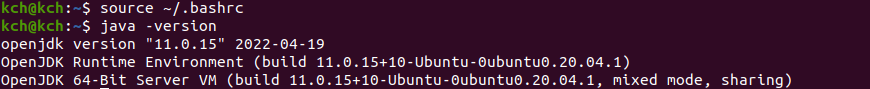 kch@kch:~$ source ~/.bashrc
kch@kch:~$ java -version
openjdk version "11.0.15" 2022-04-19
OpenJDK Runtime Environment (build 11.0.15+10-Ubuntu-0ubuntu0.20.04.1)
OpenJDK 64-Bit Server VM (build 11.0.15+10-Ubuntu-0ubuntu0.20.04.1, mixed mode, sharing)